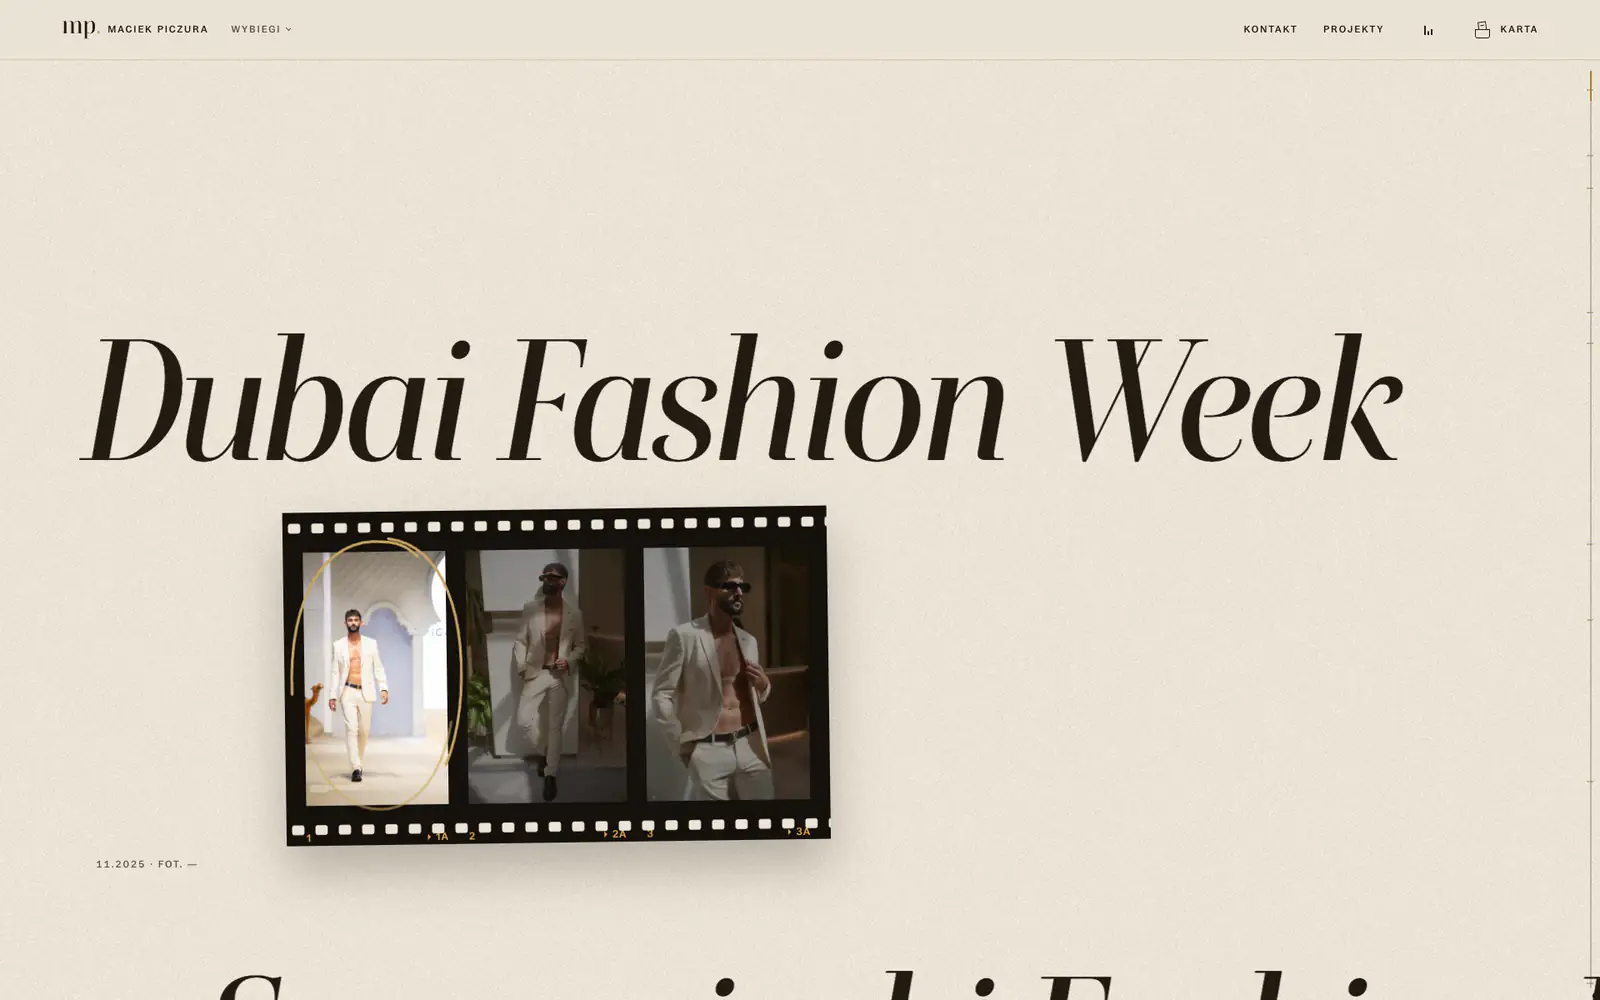 mp. MACIEK PICZURA WYBIEGI
KONTAKT PROJEKTY KARTA
Dubai Fashion Week
1 1A 2 2A 3 3A
11.2025 · FOT. —